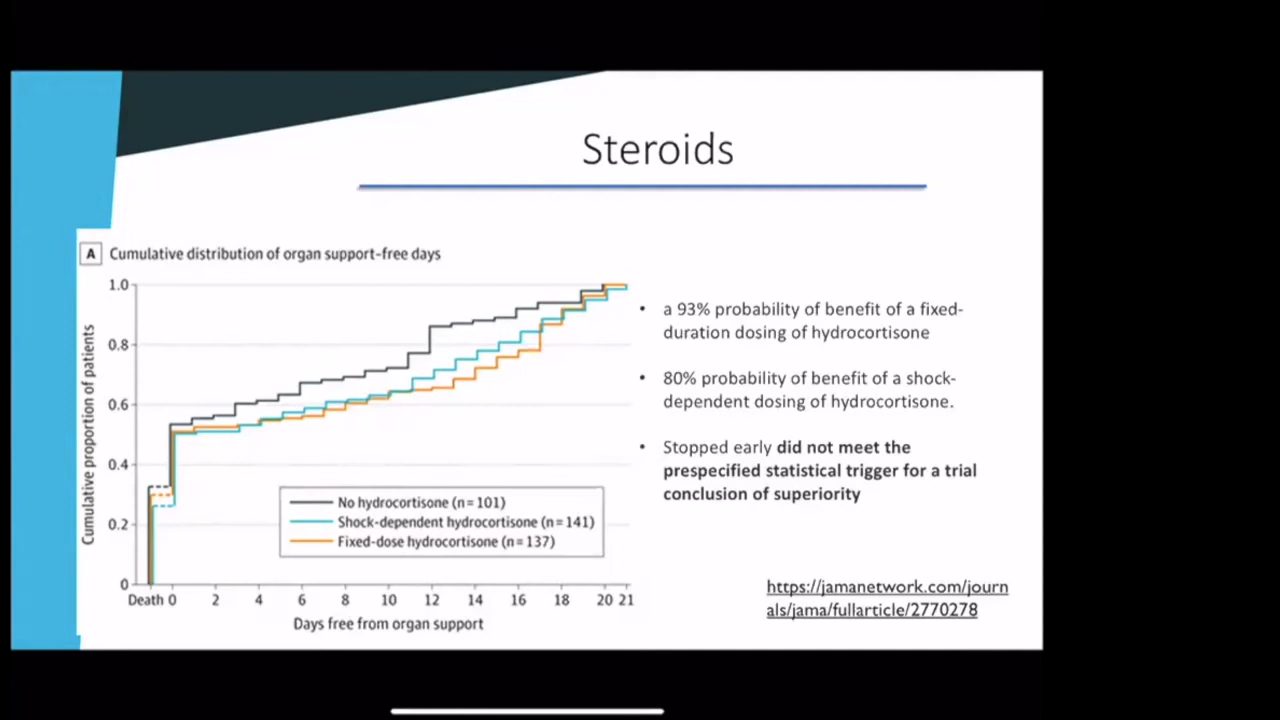 Steroids
A Cumulative distribution of organ support-free days
1.0
0.8
0.6
0.4
0.2
0
Cumulative proportion of patients
No hydrocortisone (n=101)
Shock-dependent hydrocortisone (n=141)
Fixed-dose hydrocortisone (n=137)
Death 0 2 4 6 8 10 12 14 16 18 20 21
Days free from organ support
• a 93% probability of benefit of a fixed-
duration dosing of hydrocortisone
• 80% probability of benefit of a shock-
dependent dosing of hydrocortisone.
• Stopped early did not meet the
prespecified statistical trigger for a trial
conclusion of superiority
https://jamanetwork.com/journ
als/jama/fullarticle/2770278